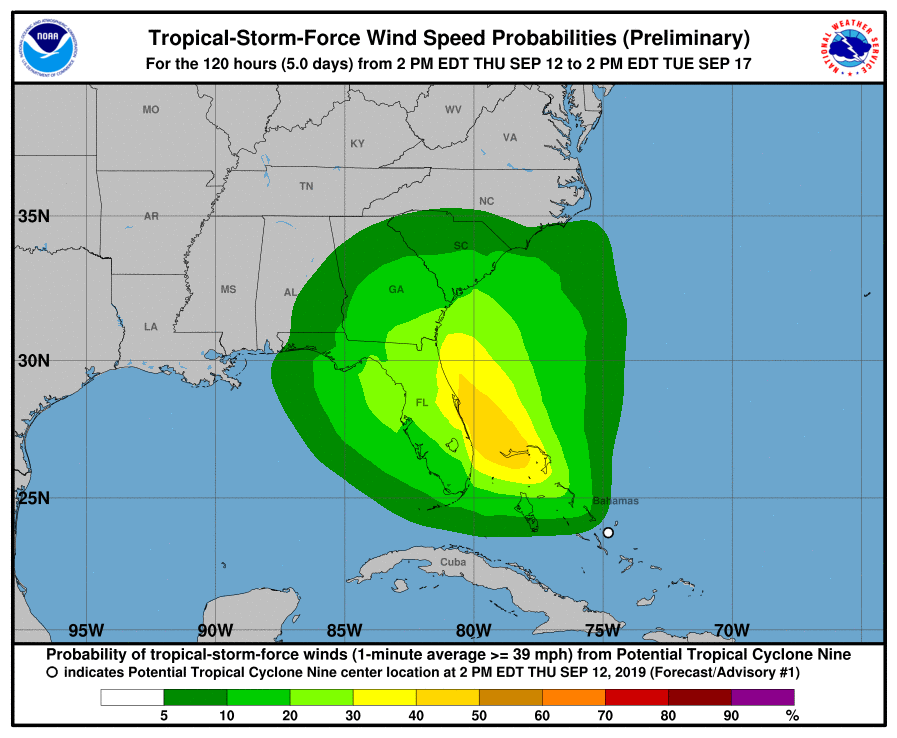 Tropical-Storm-Force Wind Speed Probabilities (Preliminary)
For the 120 hours (5.0 days) from 2 PM EDT THU SEP 12 to 2 PM EDT TUE SEP 17
NOAA
NATIONAL WEATHER SERVICE
MO
WV
VA
KY
TN
NC
AR
35N
SC
MS
AL
GA
LA
30N
FL
25N
Bahamas
Cuba
95W 90W 85W 80W 75W 70W
Probability of tropical-storm-force winds (1-minute average >= 39 mph) from Potential Tropical Cyclone Nine
indicates Potential Tropical Cyclone Nine center location at 2 PM EDT THU SEP 12, 2019 (Forecast/Advisory #1)
5 10 20 30 40 50 60 70 80 90 %